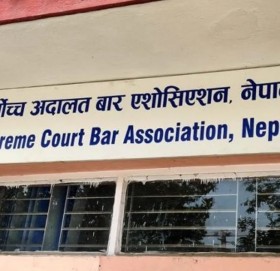 र्वोच्च अदालत बार एशोसिएशन, नेपाल
reme Court Bar Association, Nep